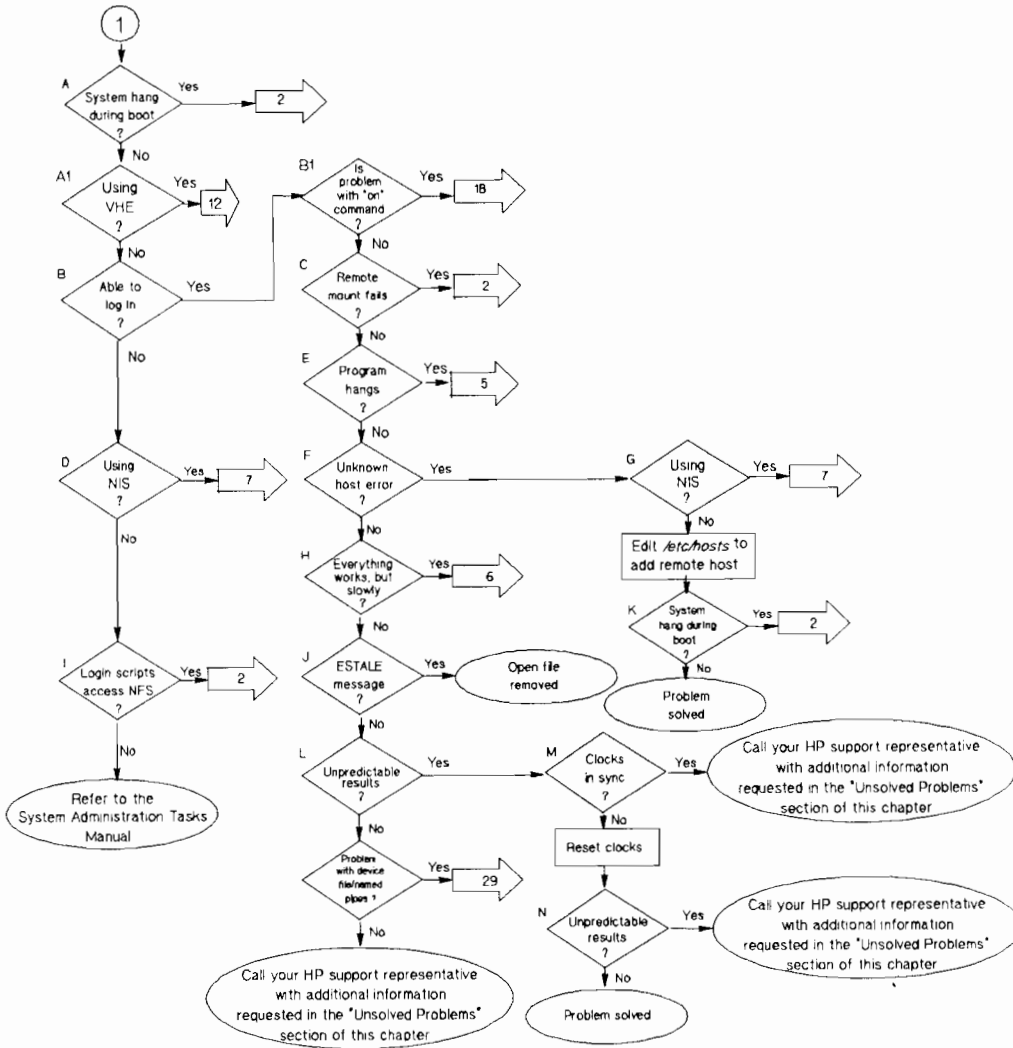 1
A
System hang
during boot
?
Yes
2
No
A1
Using
VHE
?
Yes
12
No
B
Able to
log in
?
Yes
No
B1
Is
problem
with "on"
command
?
Yes
18
No
C
Remote
mount fails
?
Yes
2
No
E
Program
hangs
?
Yes
5
No
D
Using
NIS
?
Yes
7
No
F
Unknown
host error
?
Yes
No
G
Using
NIS
?
Yes
7
No
Edit /etc/hosts to
add remote host
H
Everything
works, but
slowly
?
Yes
6
No
K
System
hang during
boot
?
Yes
2
No
Problem
solved
I
Login scripts
access NFS
?
Yes
2
No
Refer to the
System Administration Tasks
Manual
J
ESTALE
message
?
Yes
Open file
removed
No
L
Unpredictable
results
?
Yes
No
M
Clocks
in sync
?
Yes
Call your HP support representative
with additional information
requested in the "Unsolved Problems"
section of this chapter
No
Reset clocks
Problem
with device
file/named
pipes ?
Yes
29
No
Call your HP support representative
with additional information
requested in the "Unsolved Problems"
section of this chapter
N
Unpredictable
results
?
Yes
Call your HP support representative
with additional information
requested in the "Unsolved Problems"
section of this chapter
No
Problem solved